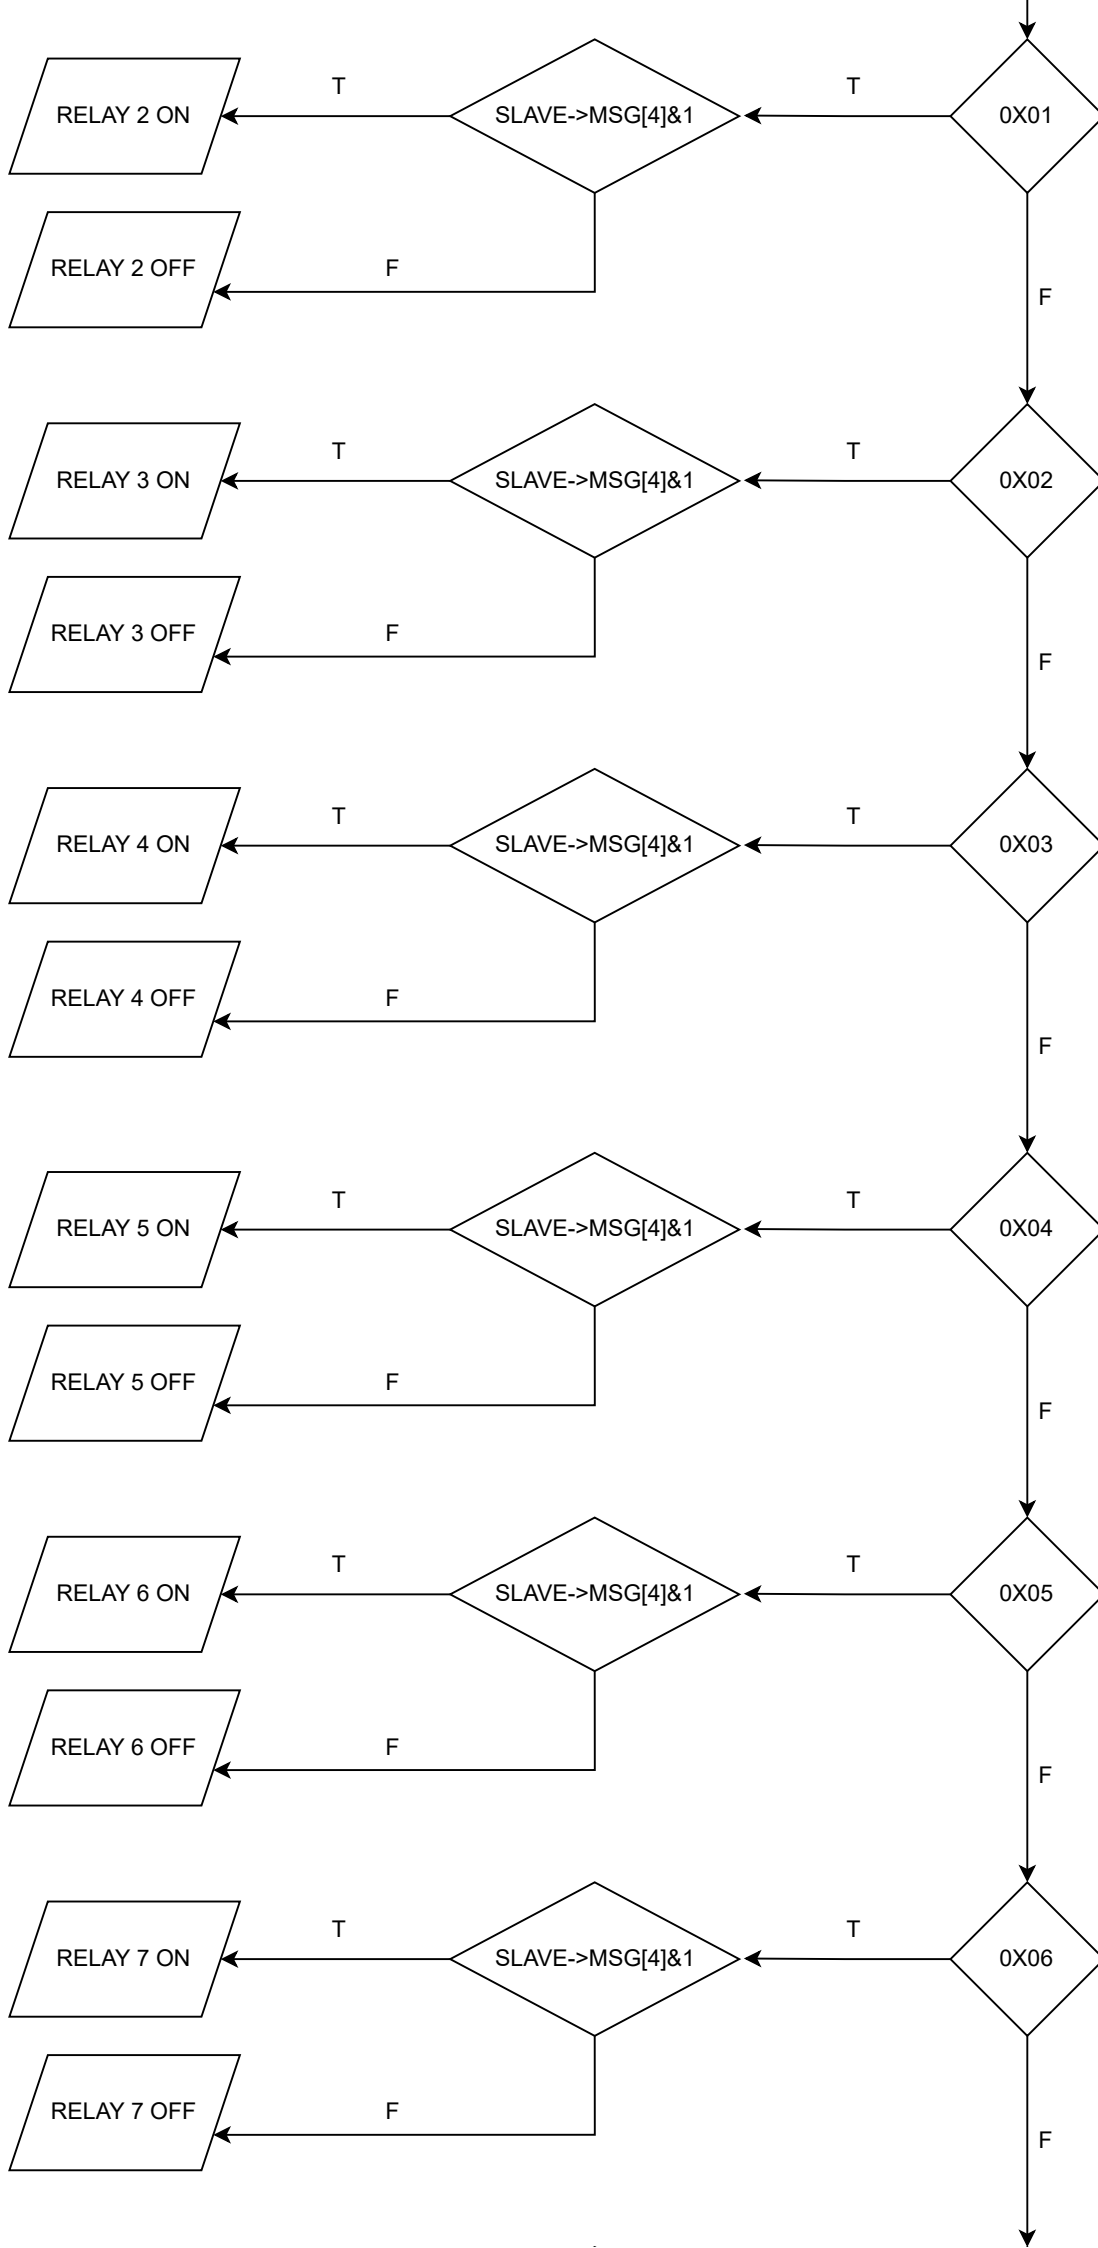 T
T
RELAY 2 ON
SLAVE->MSG[4]&1
0X01
RELAY 2 OFF
F
F
T
T
RELAY 3 ON
SLAVE->MSG[4]&1
0X02
RELAY 3 OFF
F
F
T
T
RELAY 4 ON
SLAVE->MSG[4]&1
0X03
RELAY 4 OFF
F
F
T
T
RELAY 5 ON
SLAVE->MSG[4]&1
0X04
RELAY 5 OFF
F
F
T
T
RELAY 6 ON
SLAVE->MSG[4]&1
0X05
RELAY 6 OFF
F
F
T
T
RELAY 7 ON
SLAVE->MSG[4]&1
0X06
RELAY 7 OFF
F
F